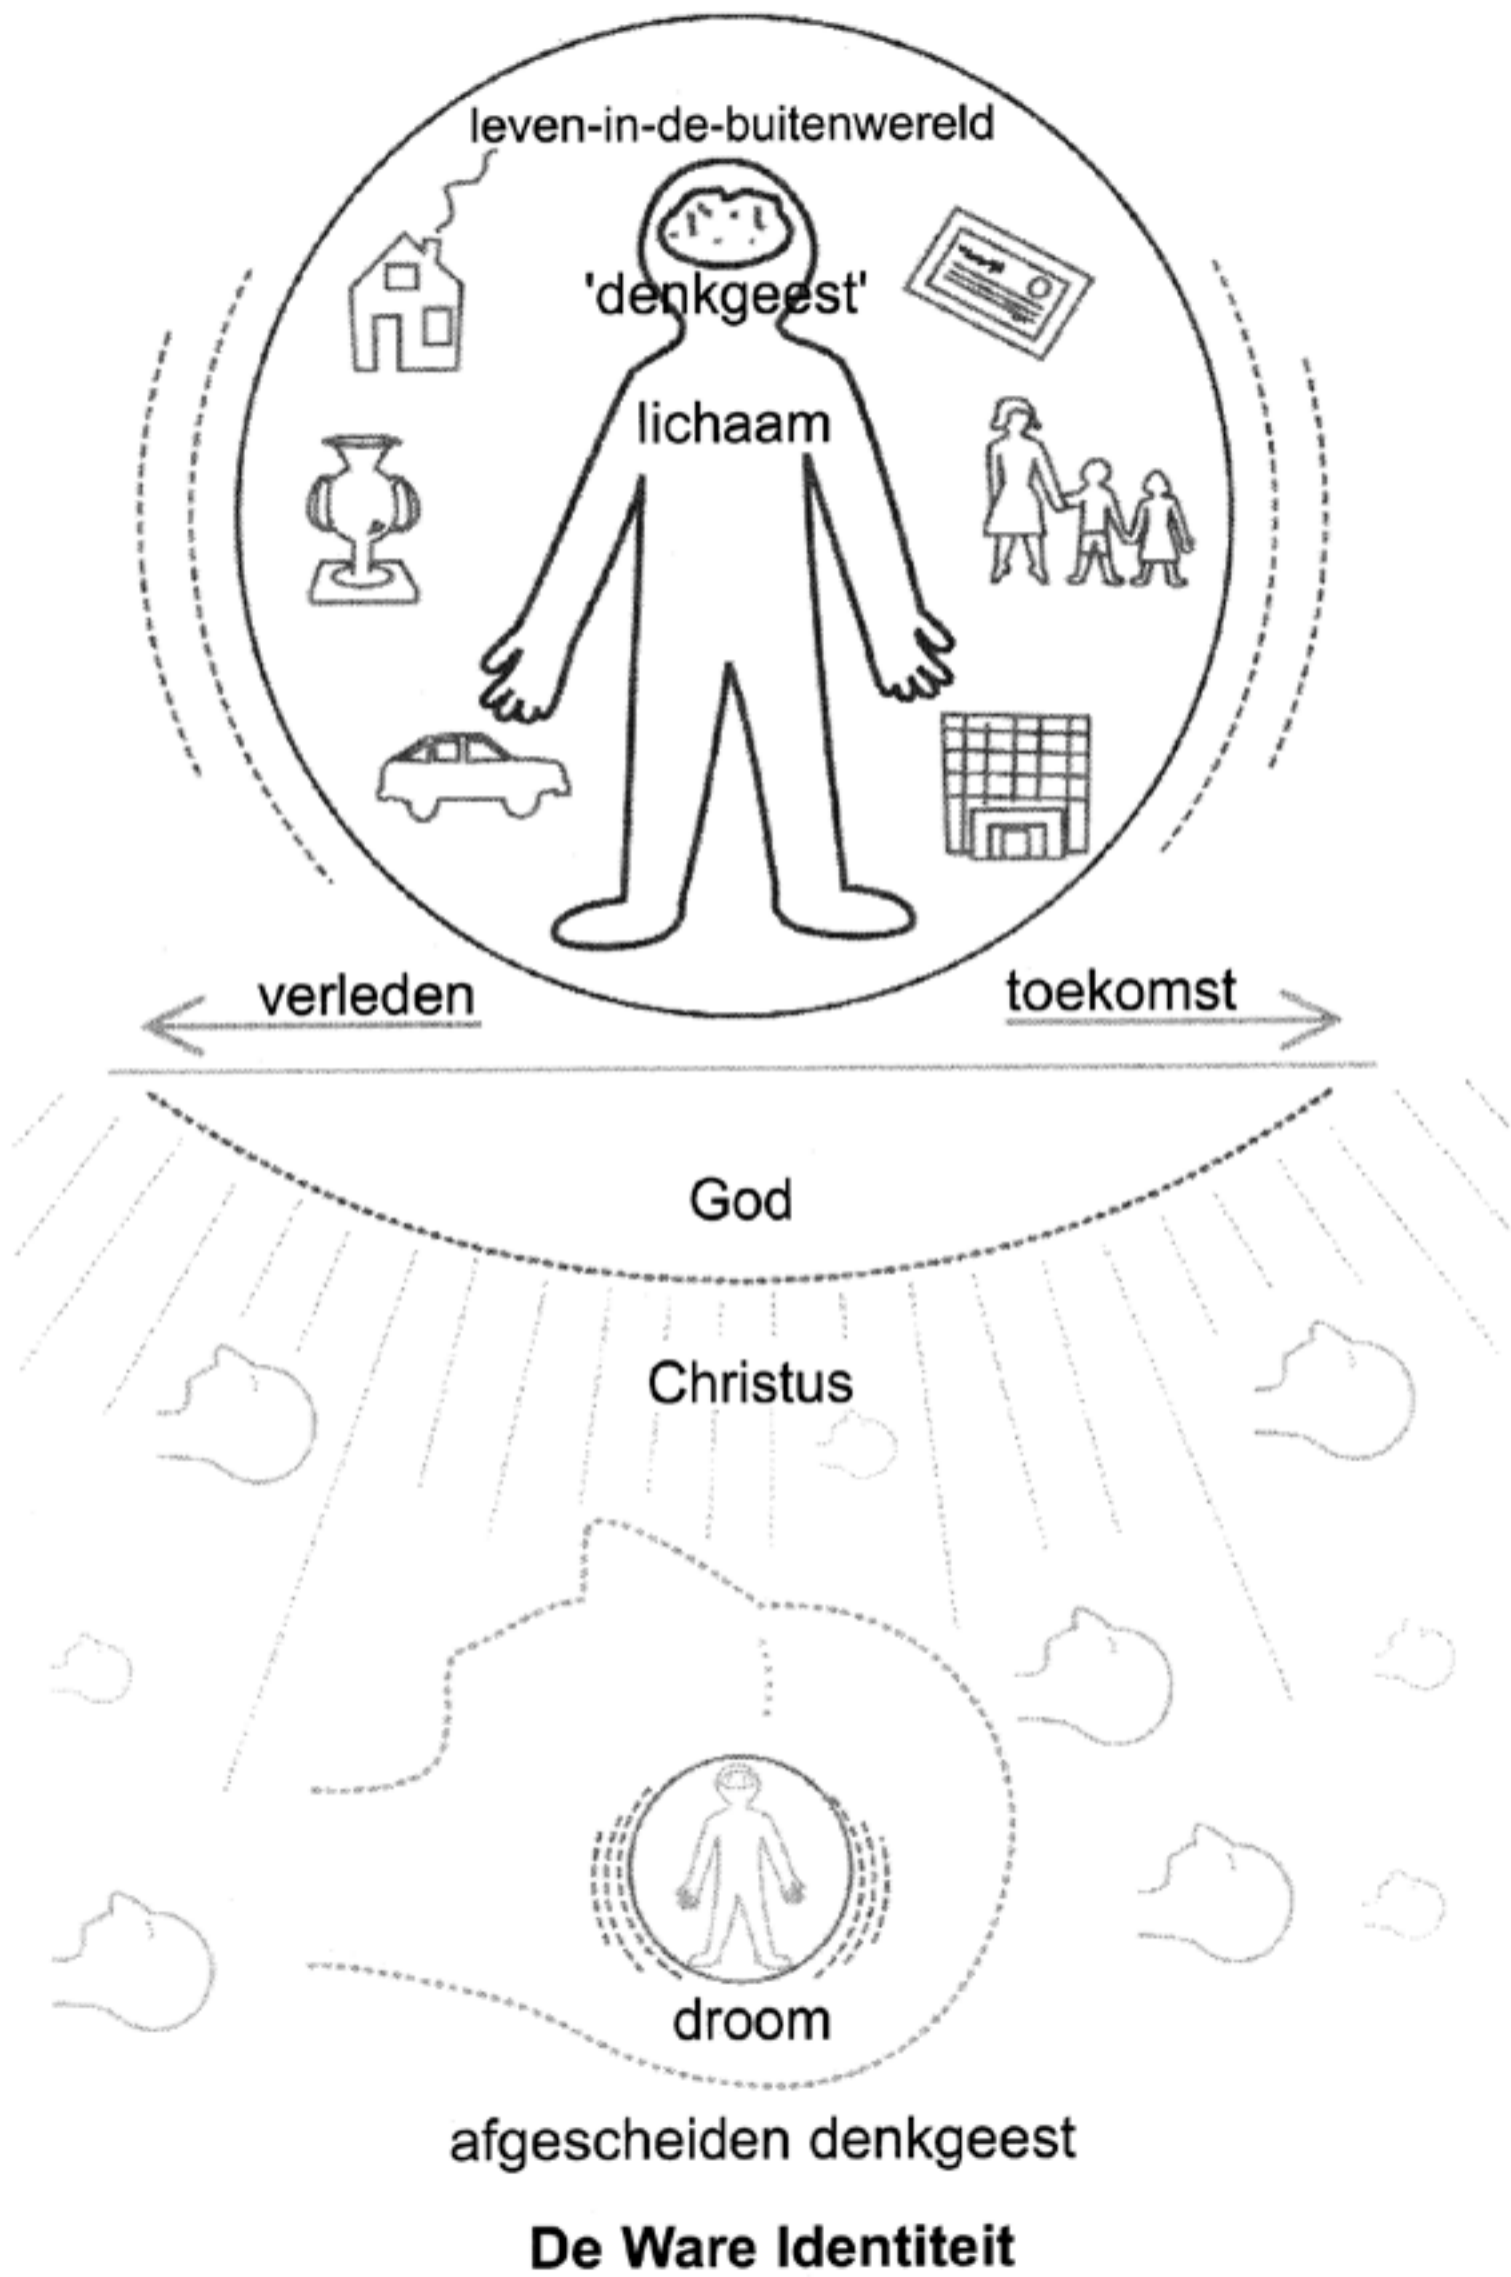 leven-in-de-buitenwereld
'denkgeest'
lichaam
verleden
toekomst
God
Christus
droom
afgescheiden denkgeest
De Ware Identiteit